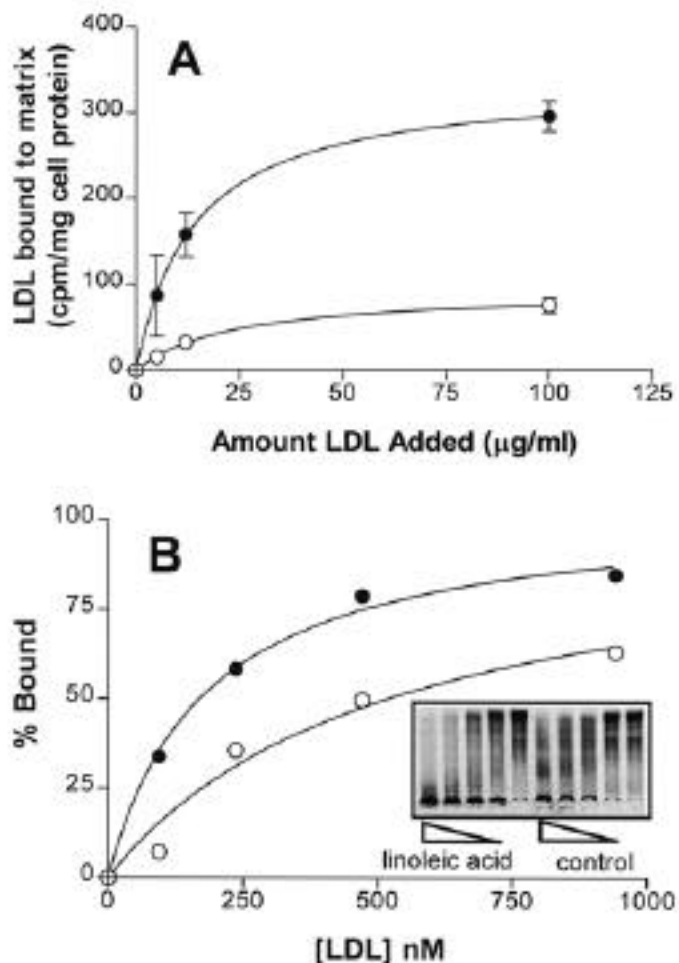 A
LDL bound to matrix
(cpm/mg cell protein)
400
300
200
100
0
0 25 50 75 100 125
Amount LDL Added (µg/ml)
B
% Bound
100
75
50
25
0
linoleic acid control
0 250 500 750 1000
[LDL] nM